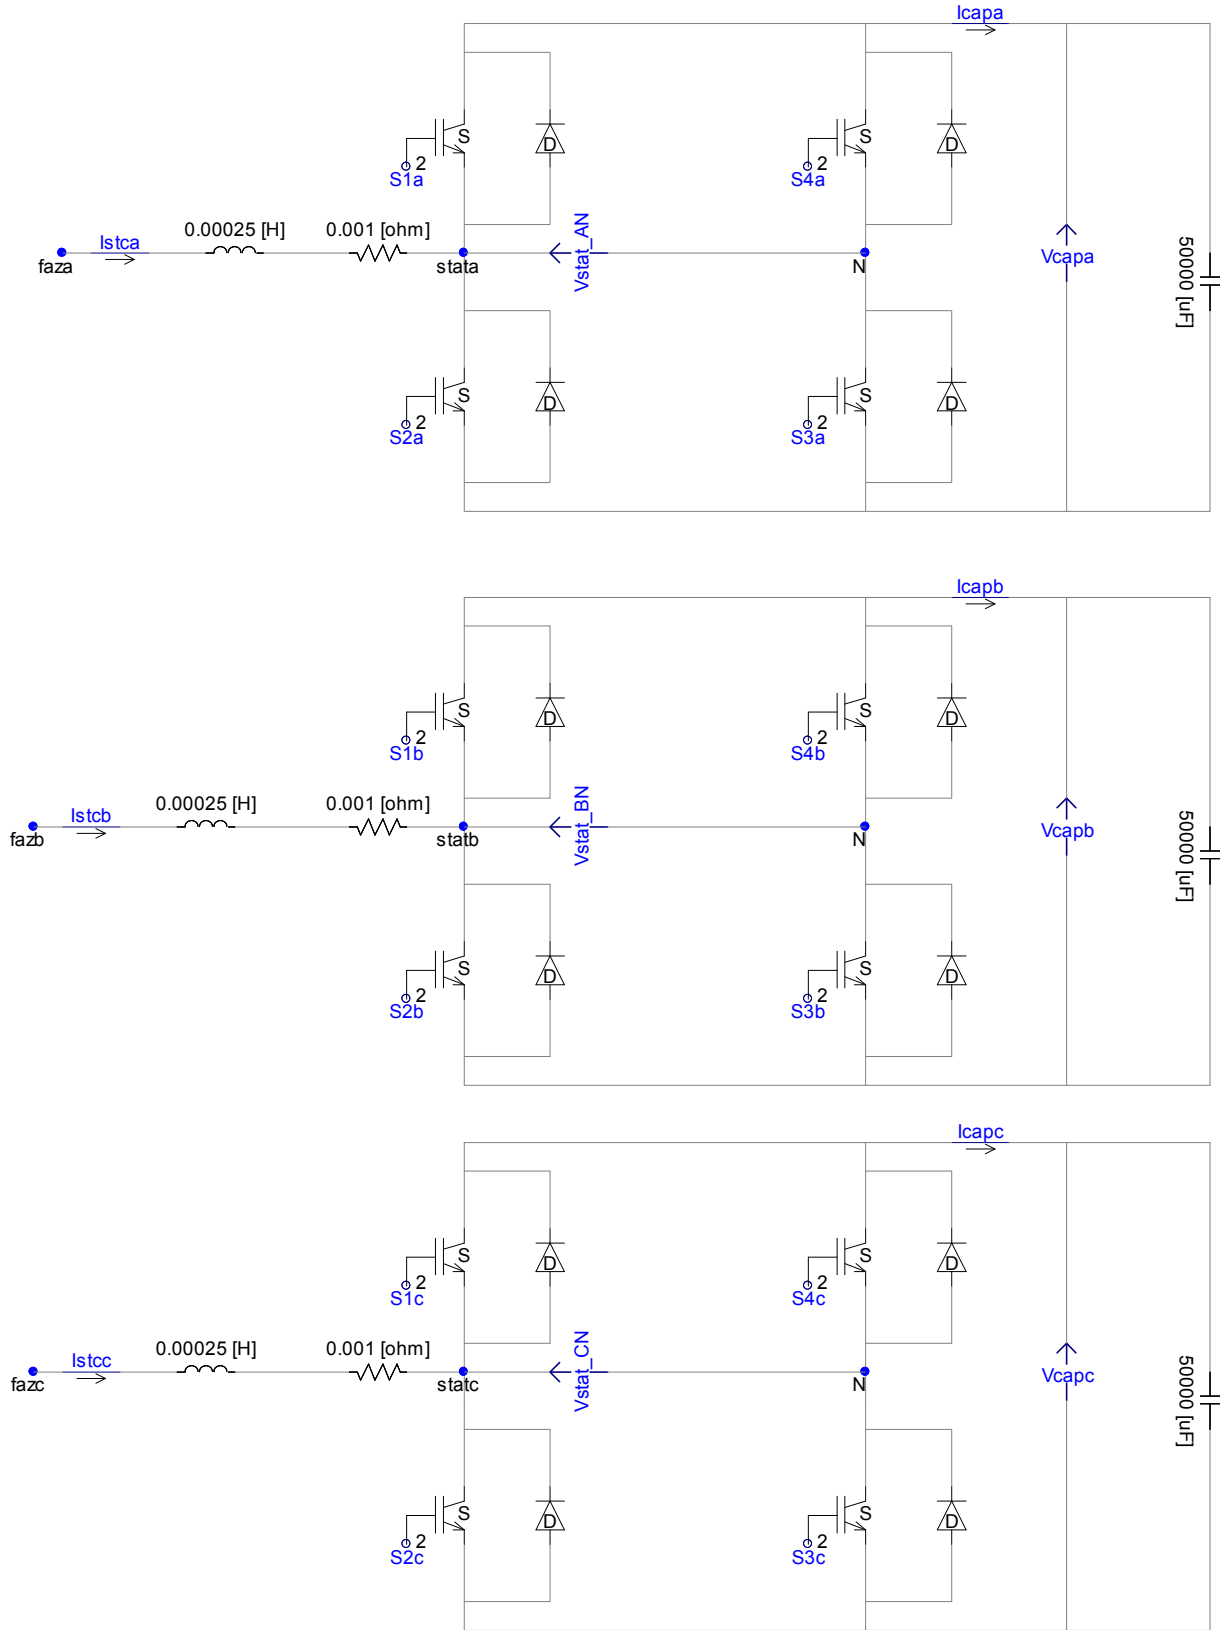 Icapa
S
D
S
D
2
S1a
2
S4a
0.00025 [H]
0.001 [ohm]
Istca
faza
stata
Vstat_AN
N
Vcapa
50000 [uF]
S
D
S
D
2
S2a
2
S3a
Icapb
S
D
S
D
2
S1b
2
S4b
0.00025 [H]
0.001 [ohm]
Istcb
fazb
statb
Vstat_BN
N
Vcapb
50000 [uF]
S
D
S
D
2
S2b
2
S3b
Icapc
S
D
S
D
2
S1c
2
S4c
0.00025 [H]
0.001 [ohm]
Istcc
fazc
statc
Vstat_CN
N
Vcapc
50000 [uF]
S
D
S
D
2
S2c
2
S3c